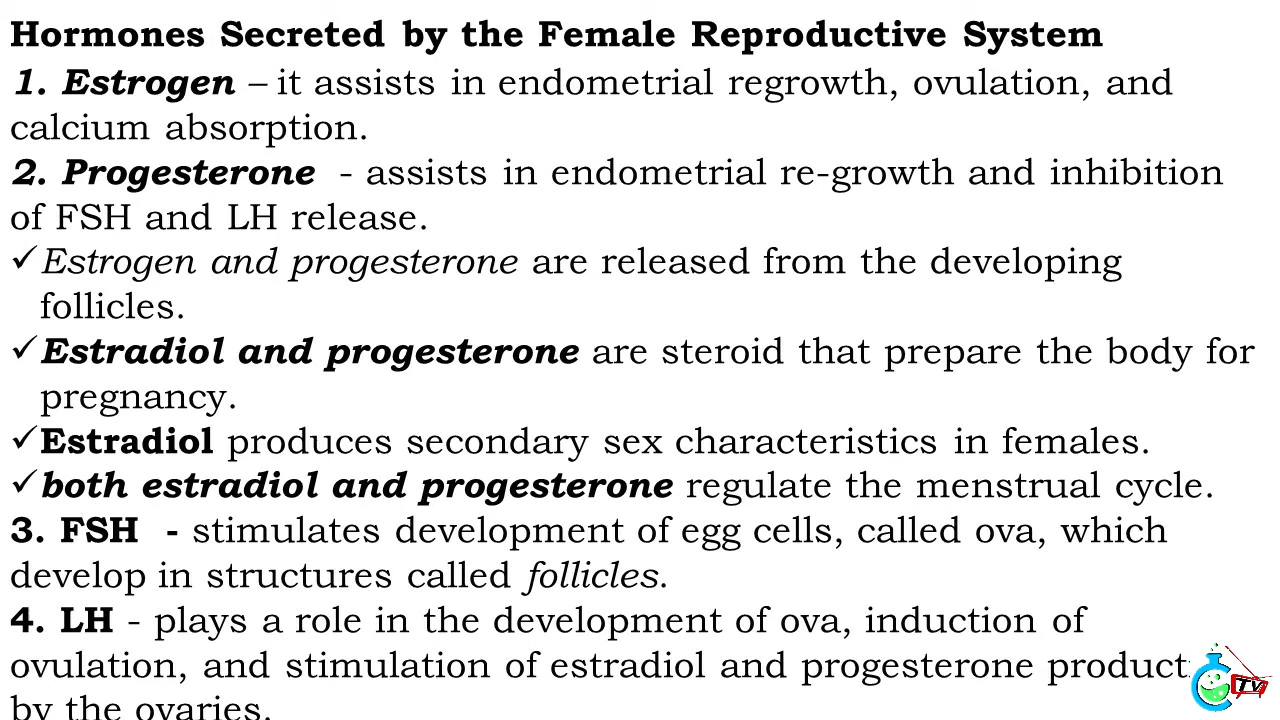 Hormones Secreted by the Female Reproductive System
1. Estrogen – it assists in endometrial regrowth, ovulation, and
calcium absorption.
2. Progesterone - assists in endometrial re-growth and inhibition
of FSH and LH release.
✓Estrogen and progesterone are released from the developing
follicles.
✓Estradiol and progesterone are steroid that prepare the body for
pregnancy.
✓Estradiol produces secondary sex characteristics in females.
✓both estradiol and progesterone regulate the menstrual cycle.
3. FSH - stimulates development of egg cells, called ova, which
develop in structures called follicles.
4. LH - plays a role in the development of ova, induction of
ovulation, and stimulation of estradiol and progesterone
by the ovaries.
TV